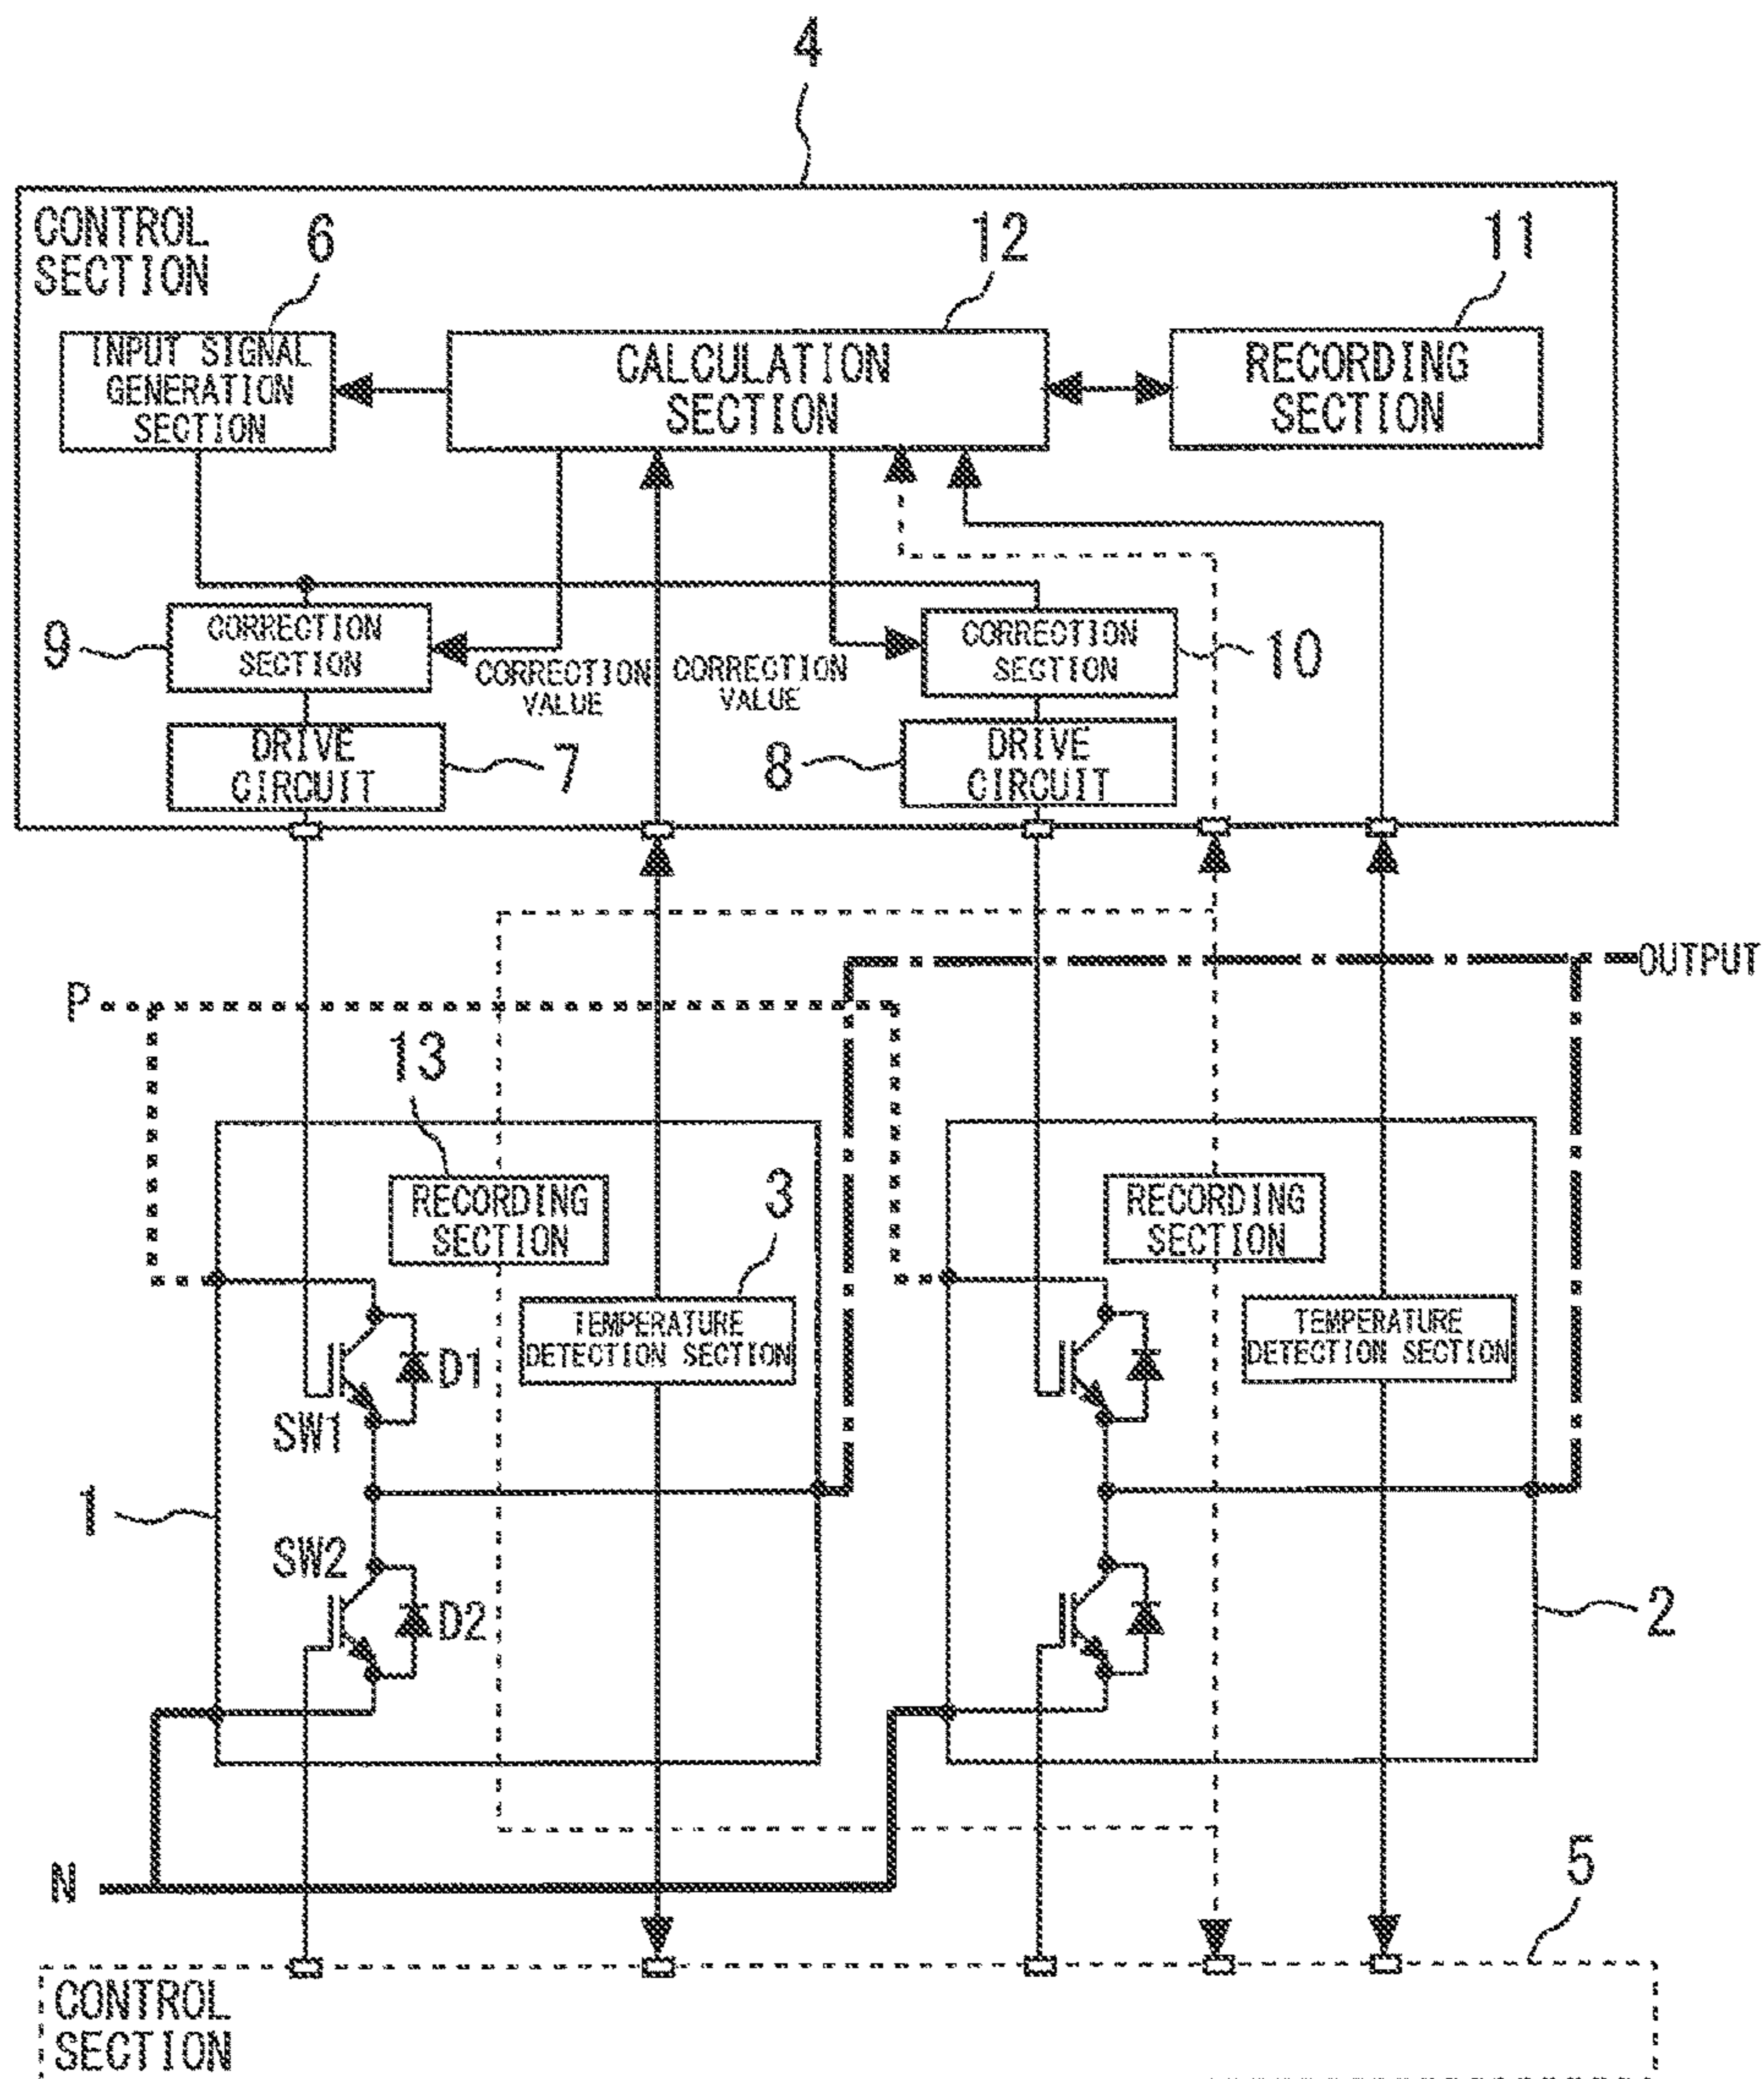 4
CONTROL
SECTION
6
12
11
INPUT SIGNAL
GENERATION
SECTION
CALCULATION
SECTION
RECORDING
SECTION
9
CORRECTION
SECTION
CORRECTION
VALUE
CORRECTION
VALUE
CORRECTION
SECTION
10
DRIVE
CIRCUIT
7
8
DRIVE
CIRCUIT
OUTPUT
P
13
RECORDING
SECTION
3
RECORDING
SECTION
TEMPERATURE
DETECTION SECTION
TEMPERATURE
DETECTION SECTION
D1
SW1
1
SW2
D2
2
N
5
CONTROL
SECTION